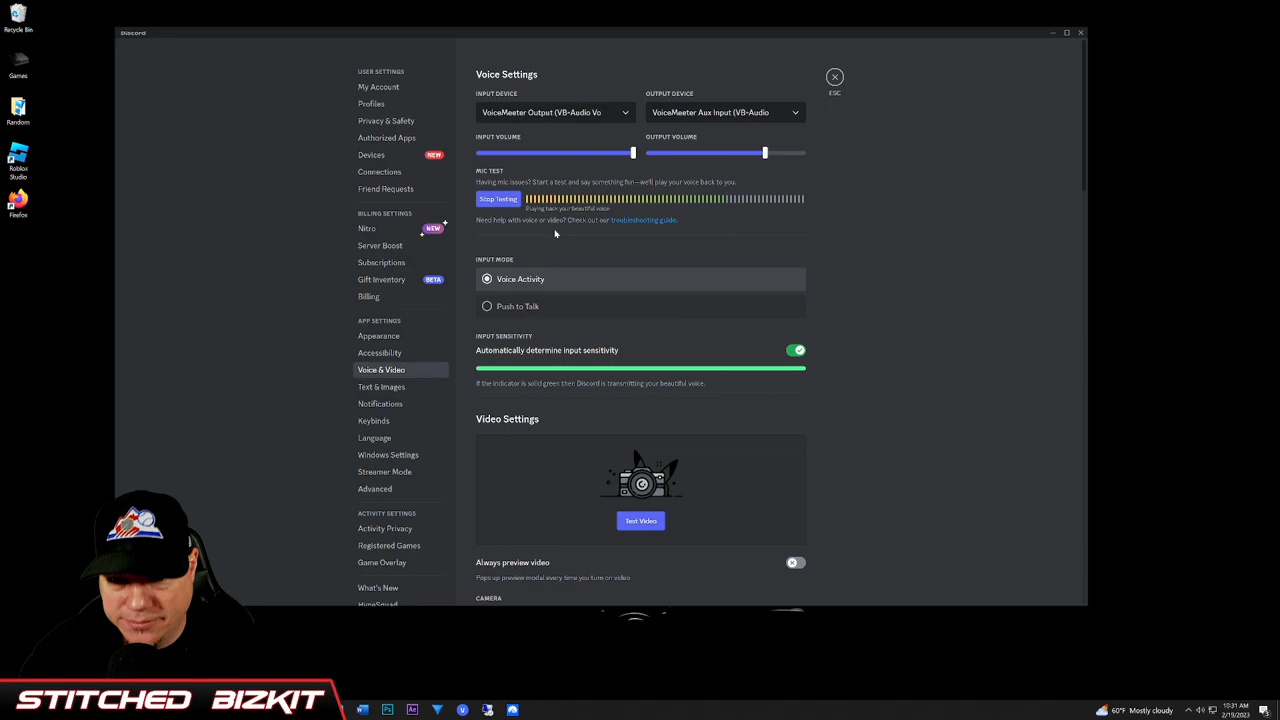 Recycle Bin
Games
Random
Roblox
Studio
Firefox
Discord
USER SETTINGS
My Account
Profiles
Privacy & Safety
Authorized Apps
Devices NEW
Connections
Friend Requests
BILLING SETTINGS
Nitro NEW
Server Boost
Subscriptions
Gift Inventory BETA
Billing
APP SETTINGS
Appearance
Accessibility
Voice & Video
Text & Images
Notifications
Keybinds
Language
Windows Settings
Streamer Mode
Advanced
ACTIVITY SETTINGS
Activity Privacy
Registered Games
Game Overlay
What's New
HypeSquad
Voice Settings
ESC
INPUT DEVICE OUTPUT DEVICE
VoiceMeeter Output (VB-Audio Vo VoiceMeeter Aux Input (VB-Audio
INPUT VOLUME OUTPUT VOLUME
MIC TEST
Having mic issues? Start a test and say something fun—we'll play your voice back to you.
Stop Testing
Playing back your beautiful voice
Need help with voice or video? Check out our troubleshooting guide.
INPUT MODE
Voice Activity
Push to Talk
INPUT SENSITIVITY
Automatically determine input sensitivity
If the indicator is solid green then Discord is transmitting your beautiful voice.
Video Settings
Test Video
Always preview video
Pops up preview modal every time you turn on video
CAMERA
STITCHED BIZKIT
Ps Ae
60°F Mostly cloudy
10:31 AM
2/19/2023